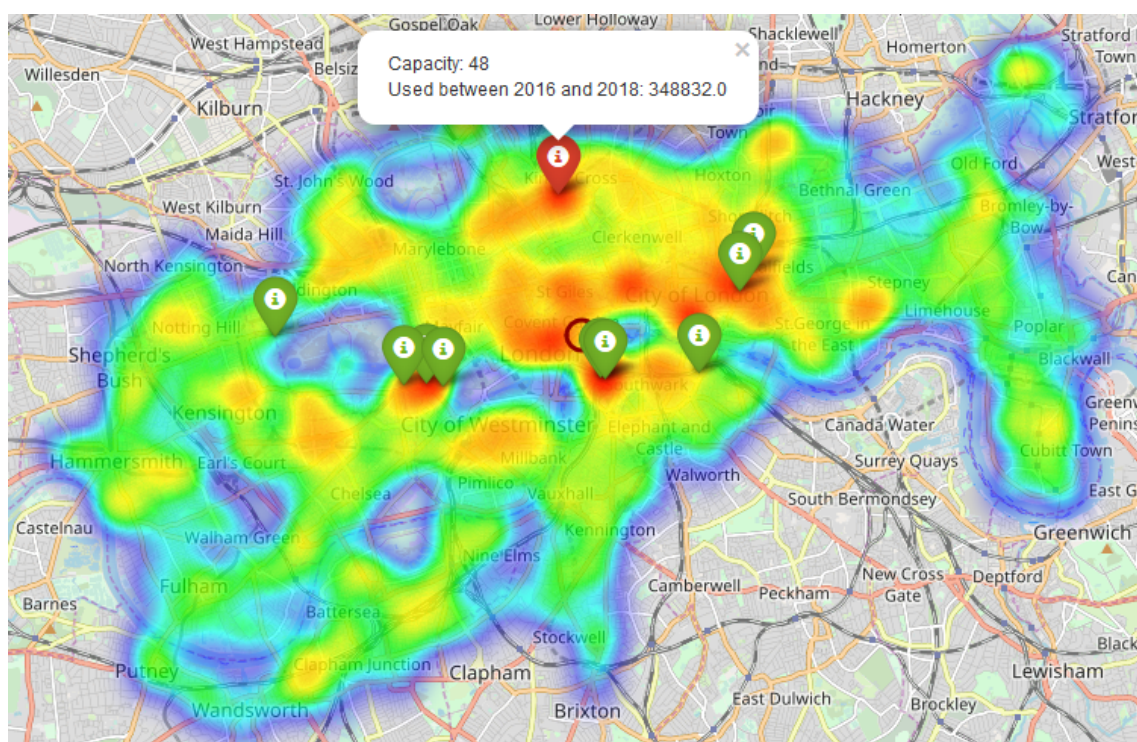 Gospel Oak
Lower Holloway
Shacklewell
Stratford
Town
West Hampstead
Homerton
Willesden
Capacity: 48
Used between 2016 and 2018: 348832.0
×
Kilburn
Hackney
Town
Stratfor
St. John's Wood
Hoxton
Old Ford
West
Bethnal Green
West Kilburn
Maida Hill
Bromley-by-
Bow
Marylebone
Clerkenwell
North Kensington
Can
Stepney
St Giles
City of London
Notting Hill
Limehouse
St.George in
the East
Poplar
Shepherd's
Bush
Blackwall
Kensington
City of Westminster
Elephant and
Castle
Canada Water
Greenw
Penins
Hammersmith
Earl's Court
Millbank
Walworth
Surrey Quays
Cubitt Town
Pimlico
Chelsea
Vauxhall
South Bermondsey
East G
Castelnau
Walham Green
Kennington
Greenwich
Nine Elms
Fulham
Camberwell
Peckham
New Cross
Gate
Deptford
Barnes
Battersea
Stockwell
Black
Putney
Clapham Junction
Clapham
Lewisham
Wandsworth
Brixton
East Dulwich
Brockley